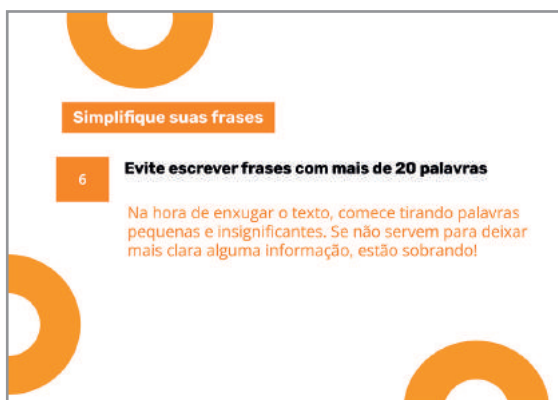 Simplifique suas frases
6
Evite escrever frases com mais de 20 palavras
Na hora de enxugar o texto, comece tirando palavras
pequenas e insignificantes. Se não servem para deixar
mais clara alguma informação, estão sobrando!